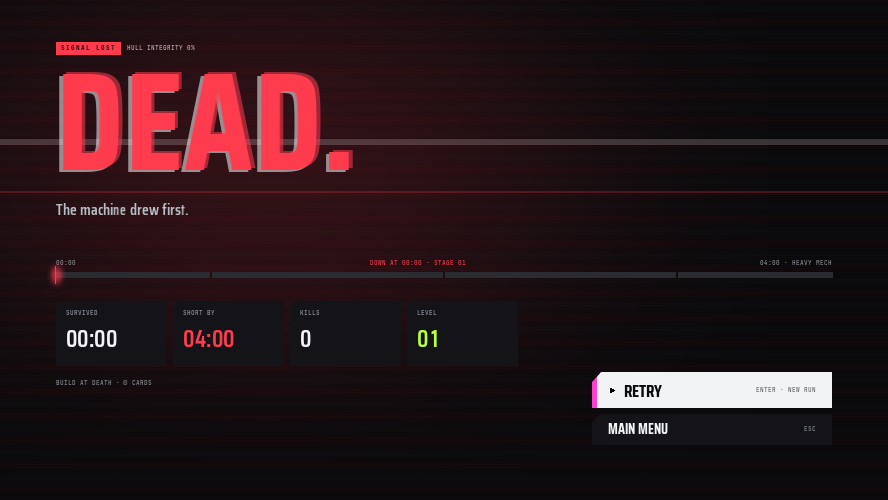 SIGNAL LOST HULL INTEGRITY 0%
DEAD.
The machine drew first.
00:00 DOWN AT 00:00 - STAGE 01 04:00 - HEAVY MECH
SURVIVED SHORT BY KILLS LEVEL
00:00 04:00 0 01
BUILD AT DEATH - 0 CARDS
RETRY ENTER - NEW RUN
MAIN MENU ESC